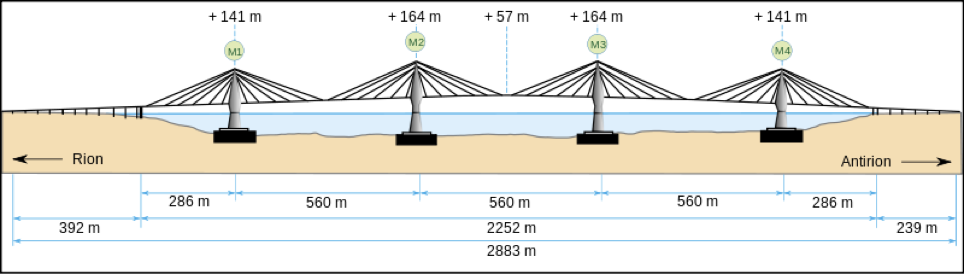 + 141 m + 164 m + 57 m + 164 m + 141 m
M1 M2 M3 M4
Rion Antirion
286 m 560 m 560 m 560 m 286 m
392 m 2252 m 239 m
2883 m